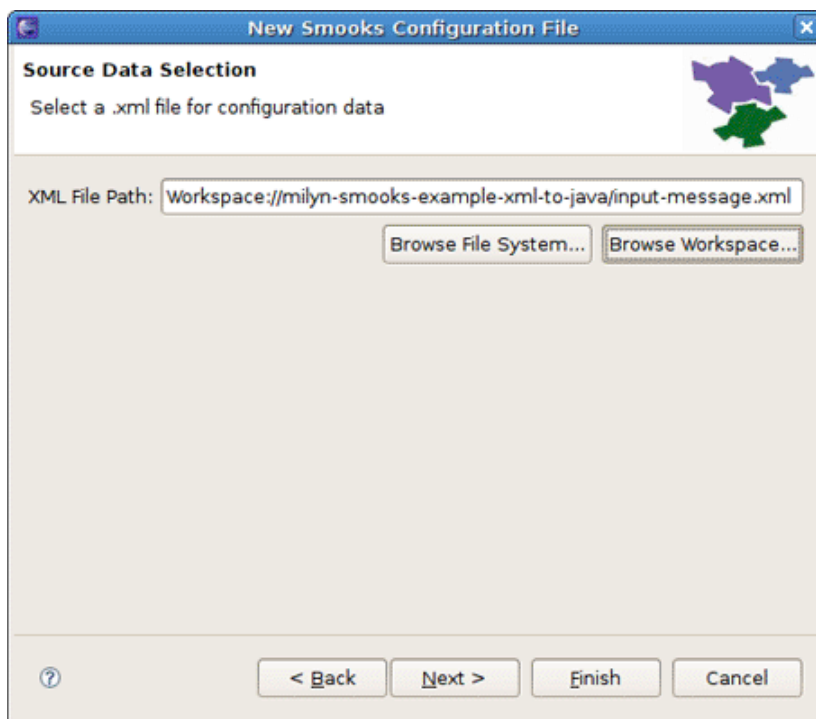 New Smooks Configuration File
Source Data Selection
Select a .xml file for configuration data
XML File Path: Workspace://milyn-smooks-example-xml-to-java/input-message.xml
Browse File System... Browse Workspace...
? < Back Next > Finish Cancel